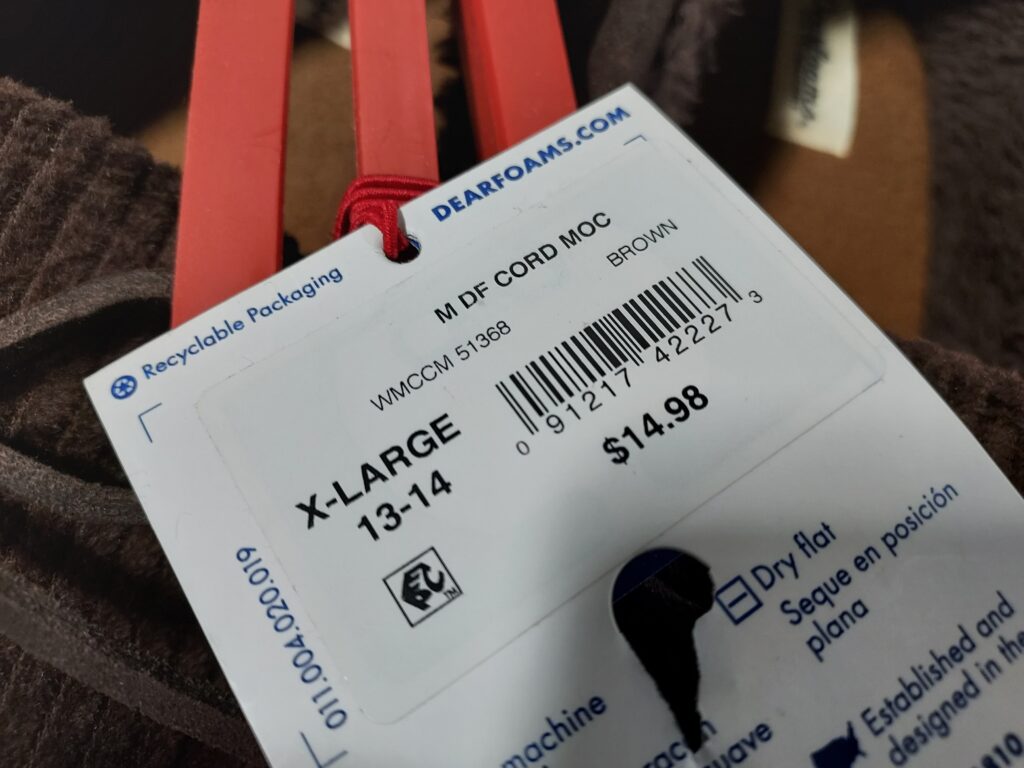 DEARFOAMS.COM
Recyclable Packaging
M DF CORD MOC
BROWN
WMCCM 51368
0 91217 42227 3
X-LARGE
13-14
$14.98
EPC™
011.004.020.019
Dry flat
Seque en posición
plana
machine
Established and
designed in the